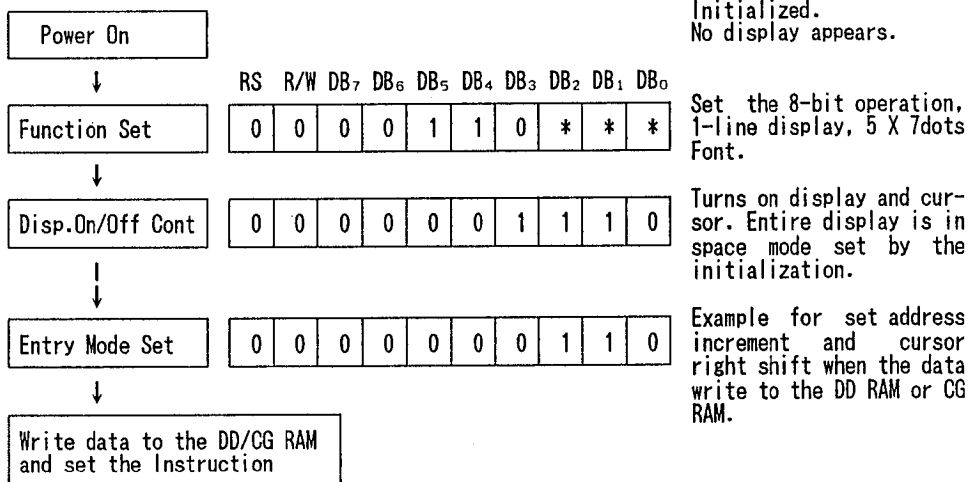 Power On
Initialized.
No display appears.
RS R/W DB₇ DB₆ DB₅ DB₄ DB₃ DB₂ DB₁ DB₀
Function Set
0 0 0 0 1 1 0 * * *
Set the 8-bit operation,
1-line display, 5 X 7dots
Font.
Disp.On/Off Cont
0 0 0 0 0 0 1 1 1 0
Turns on display and cur-
sor. Entire display is in
space mode set by the
initialization.
Entry Mode Set
0 0 0 0 0 0 0 1 1 0
Example for set address
increment and cursor
right shift when the data
write to the DD RAM or CG
RAM.
Write data to the DD/CG RAM
and set the Instruction